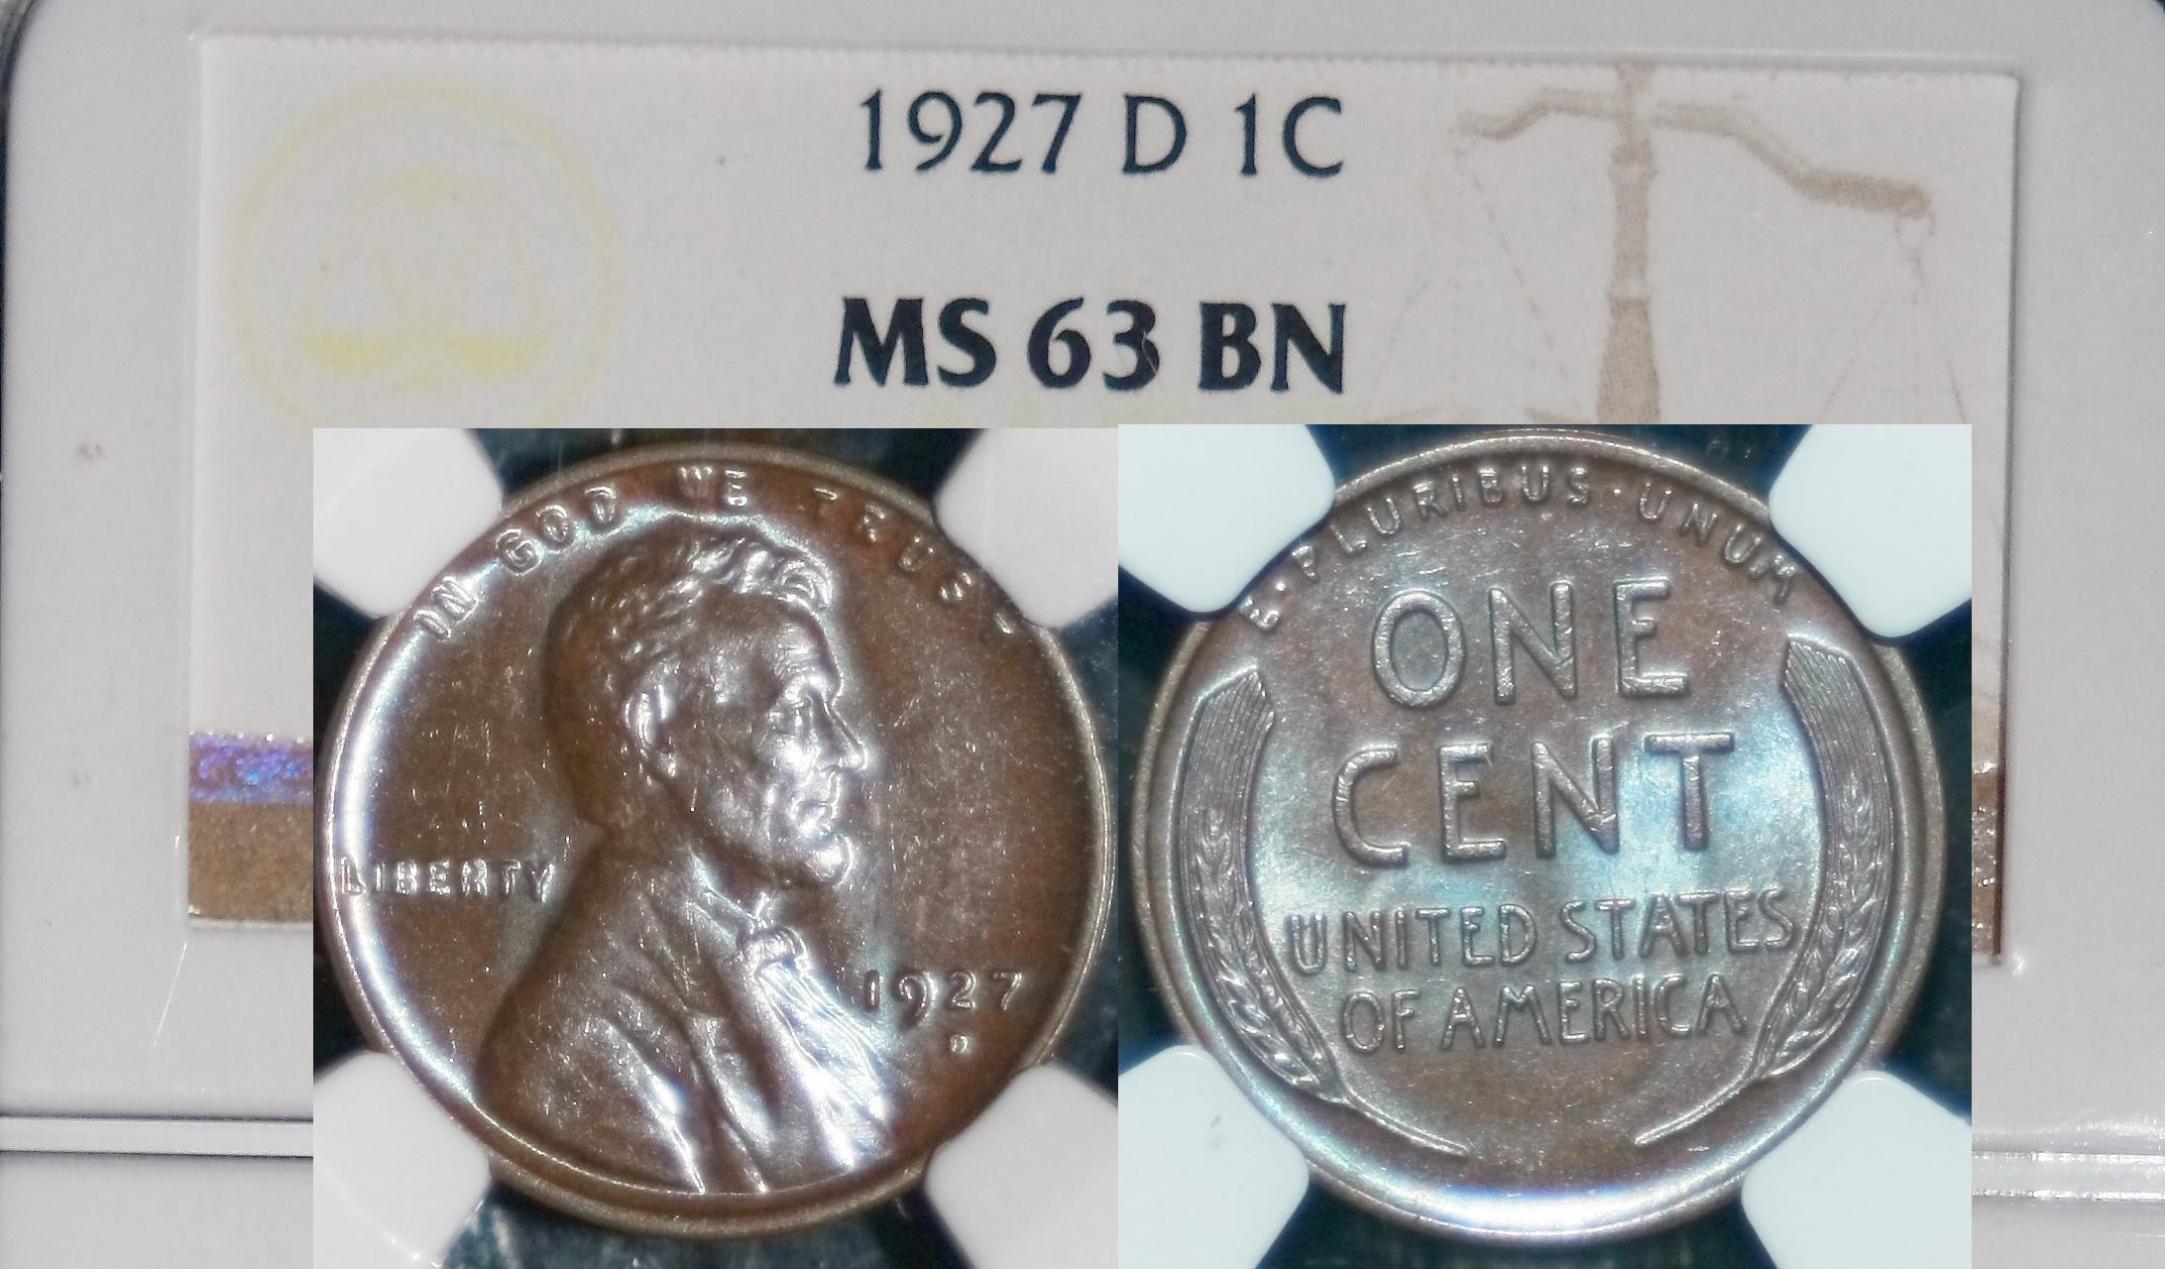 1927 D 1C
MS 63 BN
IN GOD WE TRUST
LIBERTY
1927
D
E·PLURIBUS·UNUM
ONE
CENT
UNITED STATES
OF AMERICA